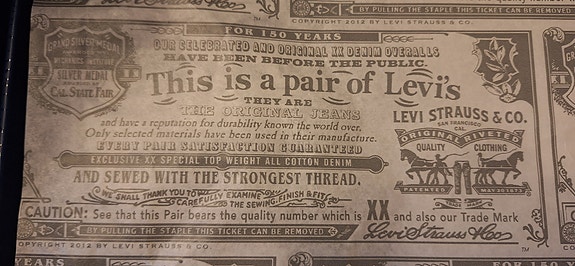 BY PULLING THE STAPLE THIS TICKET CAN BE REMOVED
COPYRIGHT 2012 BY LEVI STRAUSS & CO.
FOR 150 YEARS
OUR CELEBRATED AND ORIGINAL XX DENIM OVERALLS
HAVE BEEN BEFORE THE PUBLIC.
GRAND SILVER MEDAL
MECHANICS INSTITUTE
SILVER MEDAL
CAL. STATE FAIR
This is a pair of Levi's
THEY ARE
THE ORIGINAL JEANS
and have a reputation for durability known the world over.
Only selected materials have been used in their manufacture.
EVERY PAIR SATISFACTION GUARANTEED
EXCLUSIVE XX SPECIAL TOP WEIGHT ALL COTTON DENIM
AND SEWED WITH THE STRONGEST THREAD.
WE SHALL THANK YOU TO CAREFULLY EXAMINE THE SEWING, FINISH & FIT
LEVI STRAUSS & CO.
SAN FRANCISCO
CAL.
ORIGINAL RIVETED
QUALITY CLOTHING
PATENTED MAY 20 1873
CAUTION: See that this Pair bears the quality number which is XX and also our Trade Mark
BY PULLING THE STAPLE THIS TICKET CAN BE REMOVED
Levi Strauss & Co
TM
COPYRIGHT 2012 BY LEVI STRAUSS & CO.
YEARS
FOR 150 YEARS